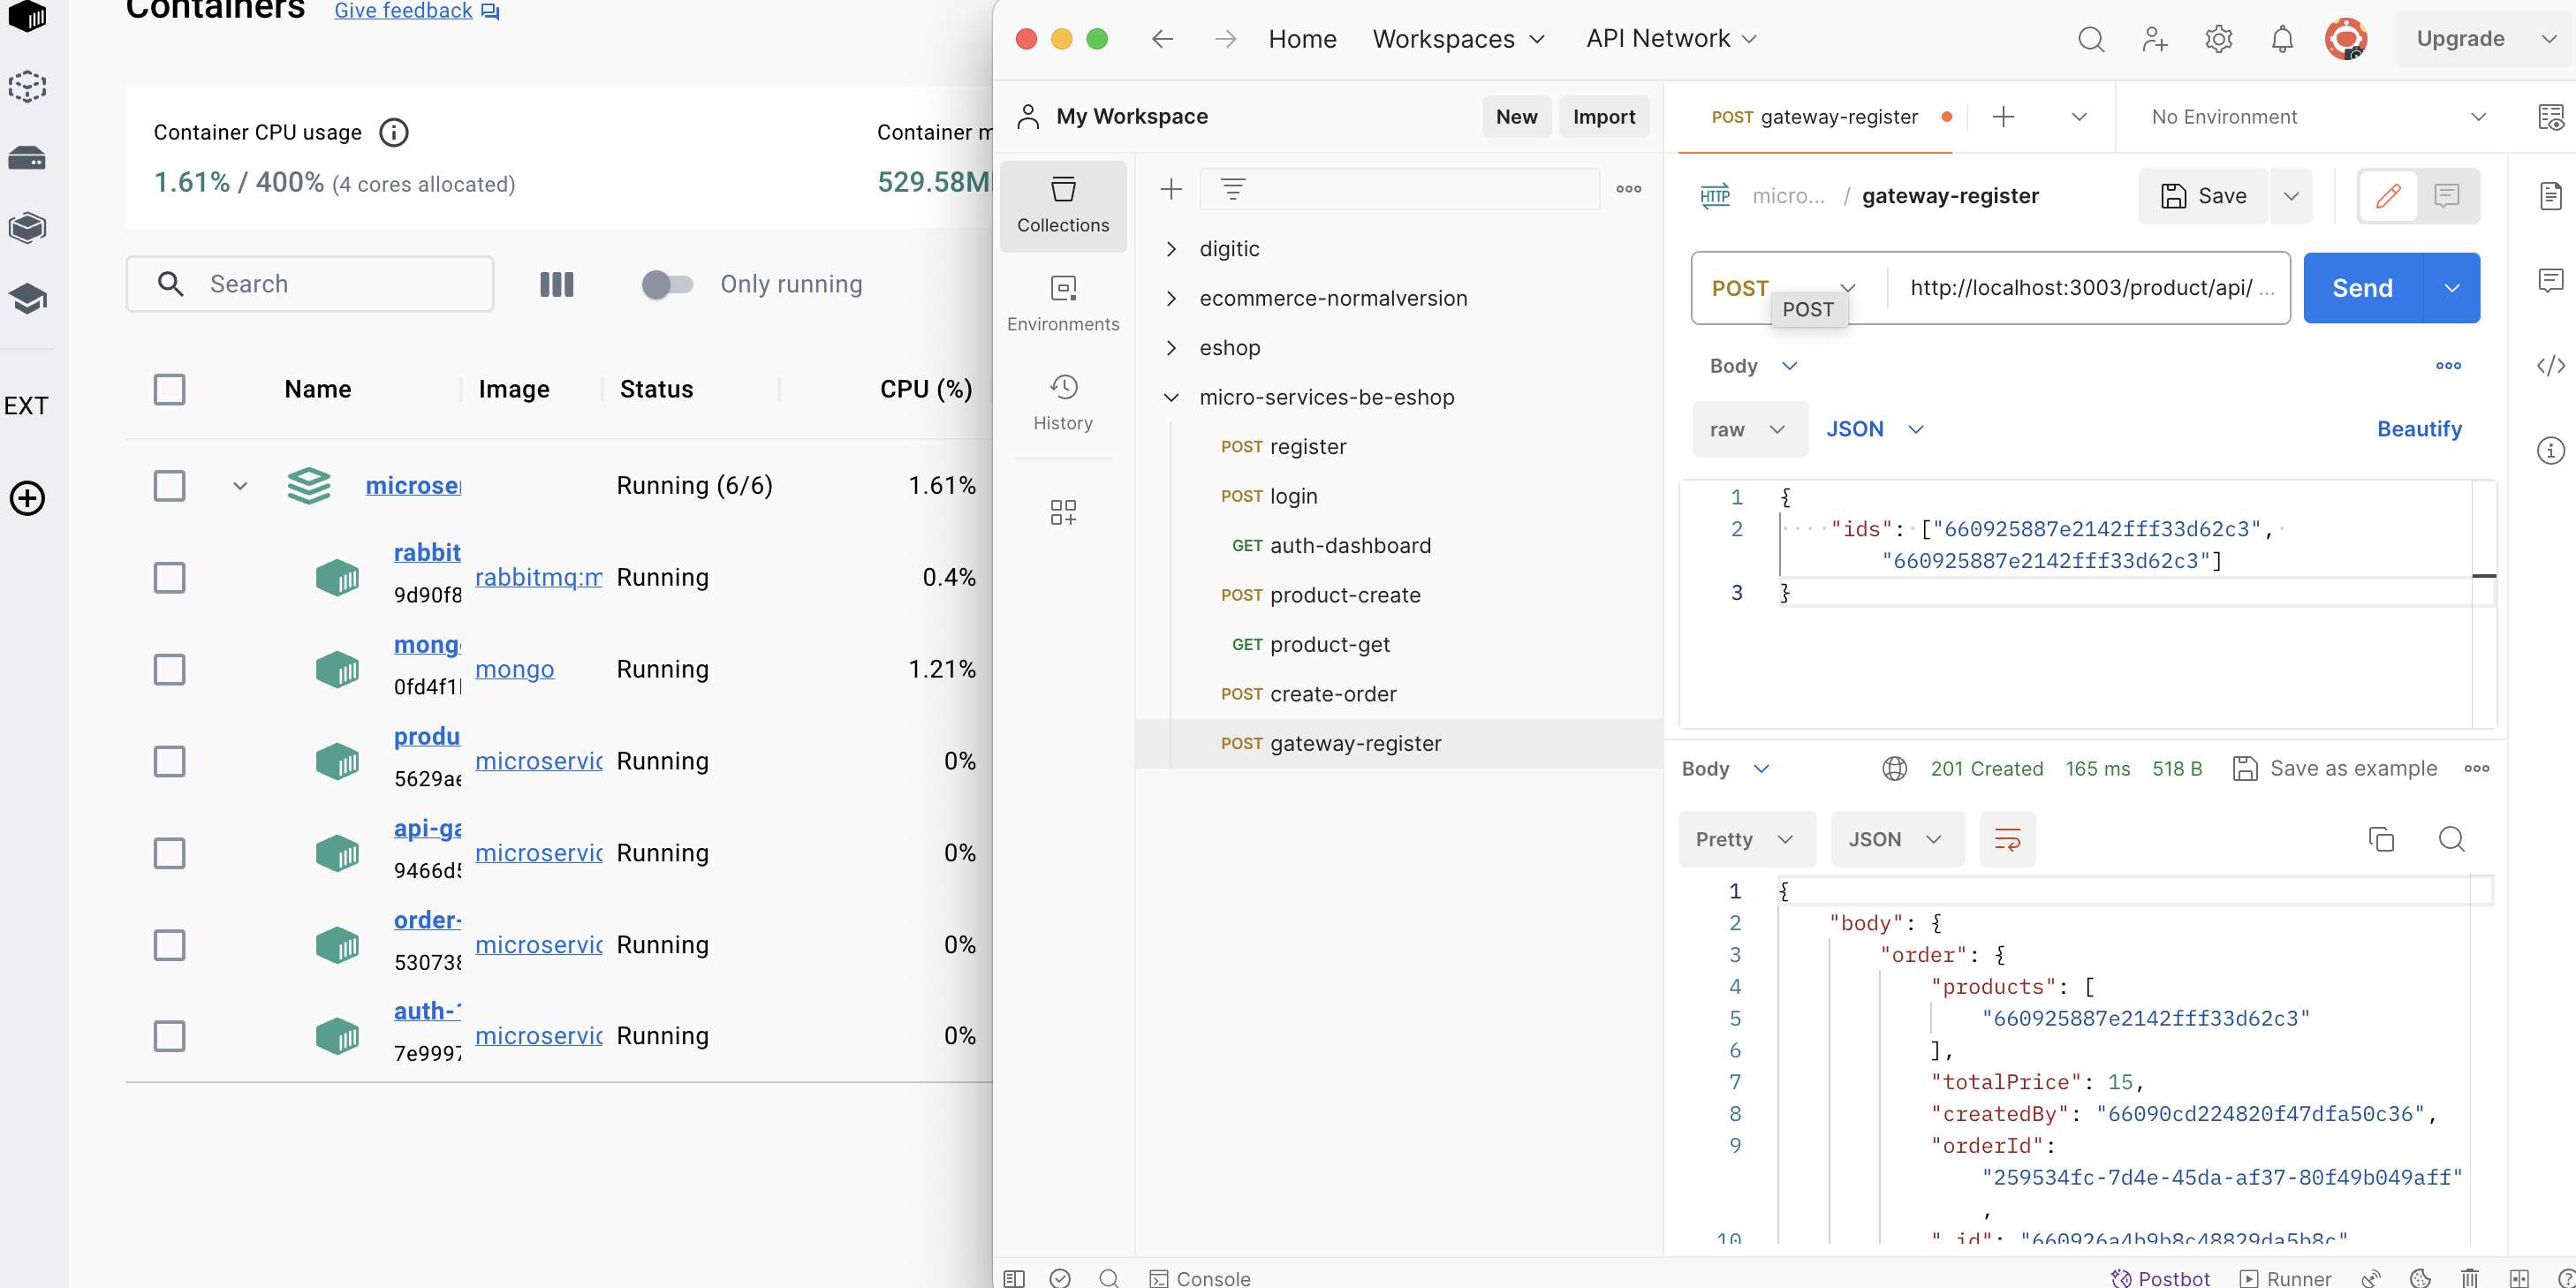 Containers Give feedback
Container CPU usage
1.61% / 400% (4 cores allocated)
Container m
529.58M
Search
Only running
EXT
Name Image Status CPU (%)
microse Running (6/6) 1.61%
rabbit
9d90f8 rabbitmq:m Running 0.4%
mong
0fd4f1 mongo Running 1.21%
produ
5629ae microservic Running 0%
api-ga
9466d5 microservic Running 0%
order-
530738 microservic Running 0%
auth-
7e9997 microservic Running 0%
Home Workspaces API Network Upgrade
My Workspace New Import
Collections
Environments
History
digitic
ecommerce-normalversion
eshop
micro-services-be-eshop
POST register
POST login
GET auth-dashboard
POST product-create
GET product-get
POST create-order
POST gateway-register
POST gateway-register No Environment
HTTP micro... / gateway-register Save
POST http://localhost:3003/product/api/ ... Send
POST
Body
raw JSON Beautify
1 {
2 "ids": ["660925887e2142fff33d62c3",
"660925887e2142fff33d62c3"]
3 }
Body 201 Created 165 ms 518 B Save as example
Pretty JSON
1 {
2 "body": {
3 "order": {
4 "products": [
5 "660925887e2142fff33d62c3"
6 ],
7 "totalPrice": 15,
8 "createdBy": "66090cd224820f47dfa50c36",
9 "orderId":
"259534fc-7d4e-45da-af37-80f49b049aff"
,
10 "_id": "660926a4b9b8c48829da5b8c"
Console Postbot Runner